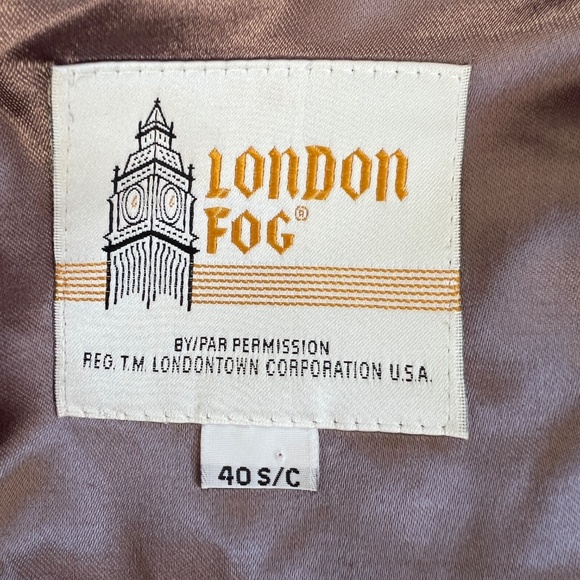 LONDON
FOG®
BY/PAR PERMISSION
REG. T.M. LONDONTOWN CORPORATION U.S.A.
40 S/C